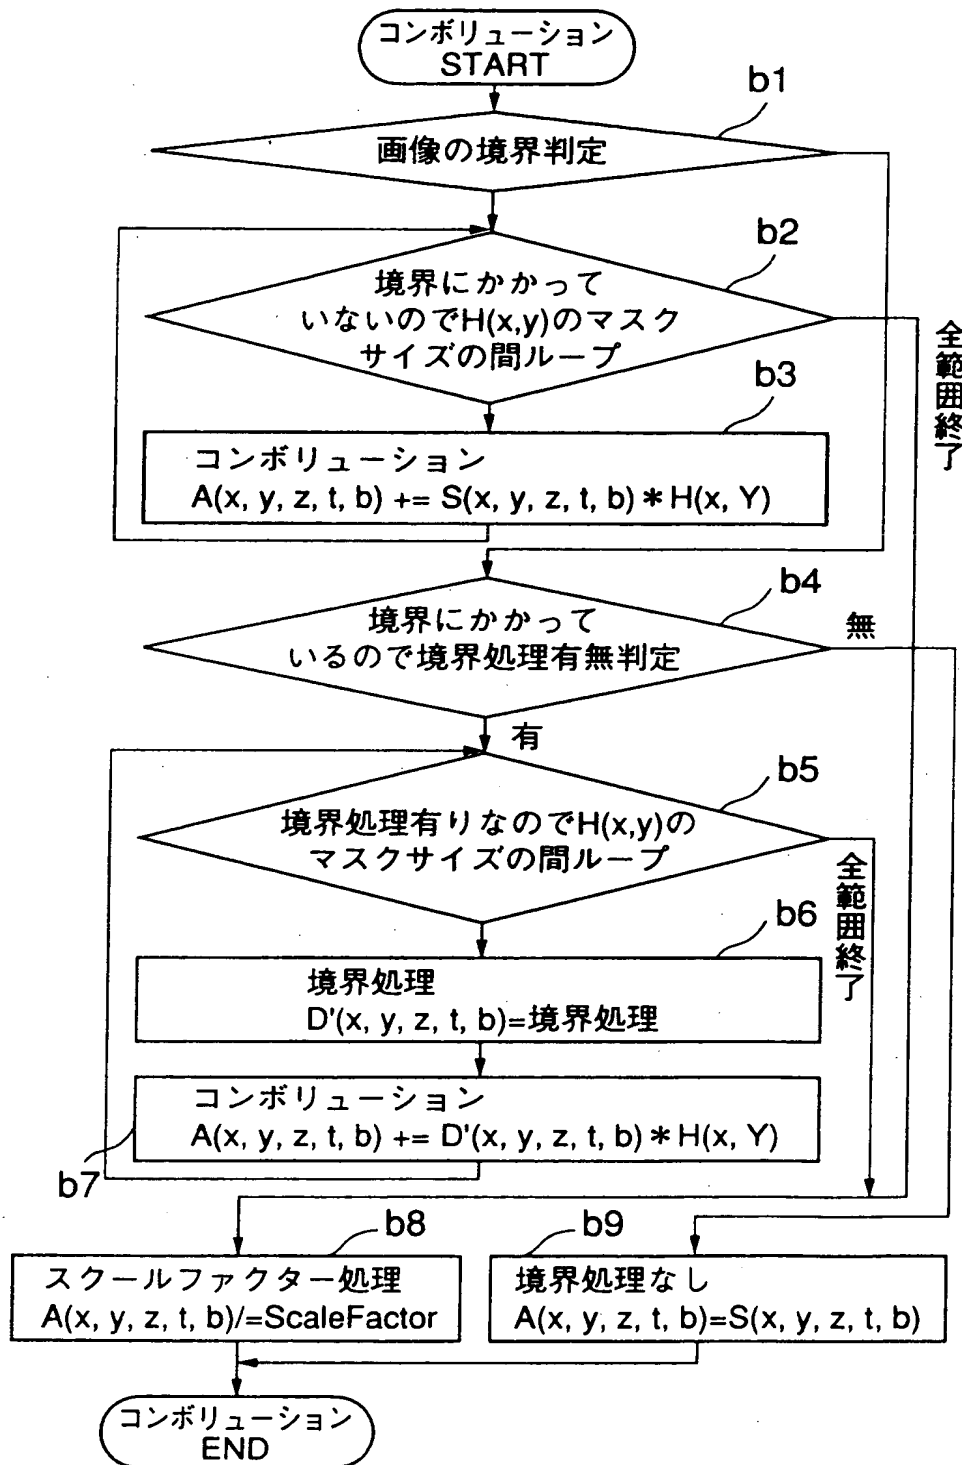 コンボリューション
START
b1
画像の境界判定
b2
境界にかかって
いないのでH(x,y)のマスク
サイズの間ループ
全範囲終了
b3
コンボリューション
A(x, y, z, t, b) += S(x, y, z, t, b)*H(x, Y)
b4
境界にかかって
いるので境界処理有無判定
無
有
b5
境界処理有りなのでH(x,y)の
マスクサイズの間ループ
全範囲終了
b6
境界処理
D'(x, y, z, t, b)=境界処理
コンボリューション
A(x, y, z, t, b) += D'(x, y, z, t, b)*H(x, Y)
b7
b8
スクールファクター処理
A(x, y, z, t, b)/=ScaleFactor
b9
境界処理なし
A(x, y, z, t, b)=S(x, y, z, t, b)
コンボリューション
END